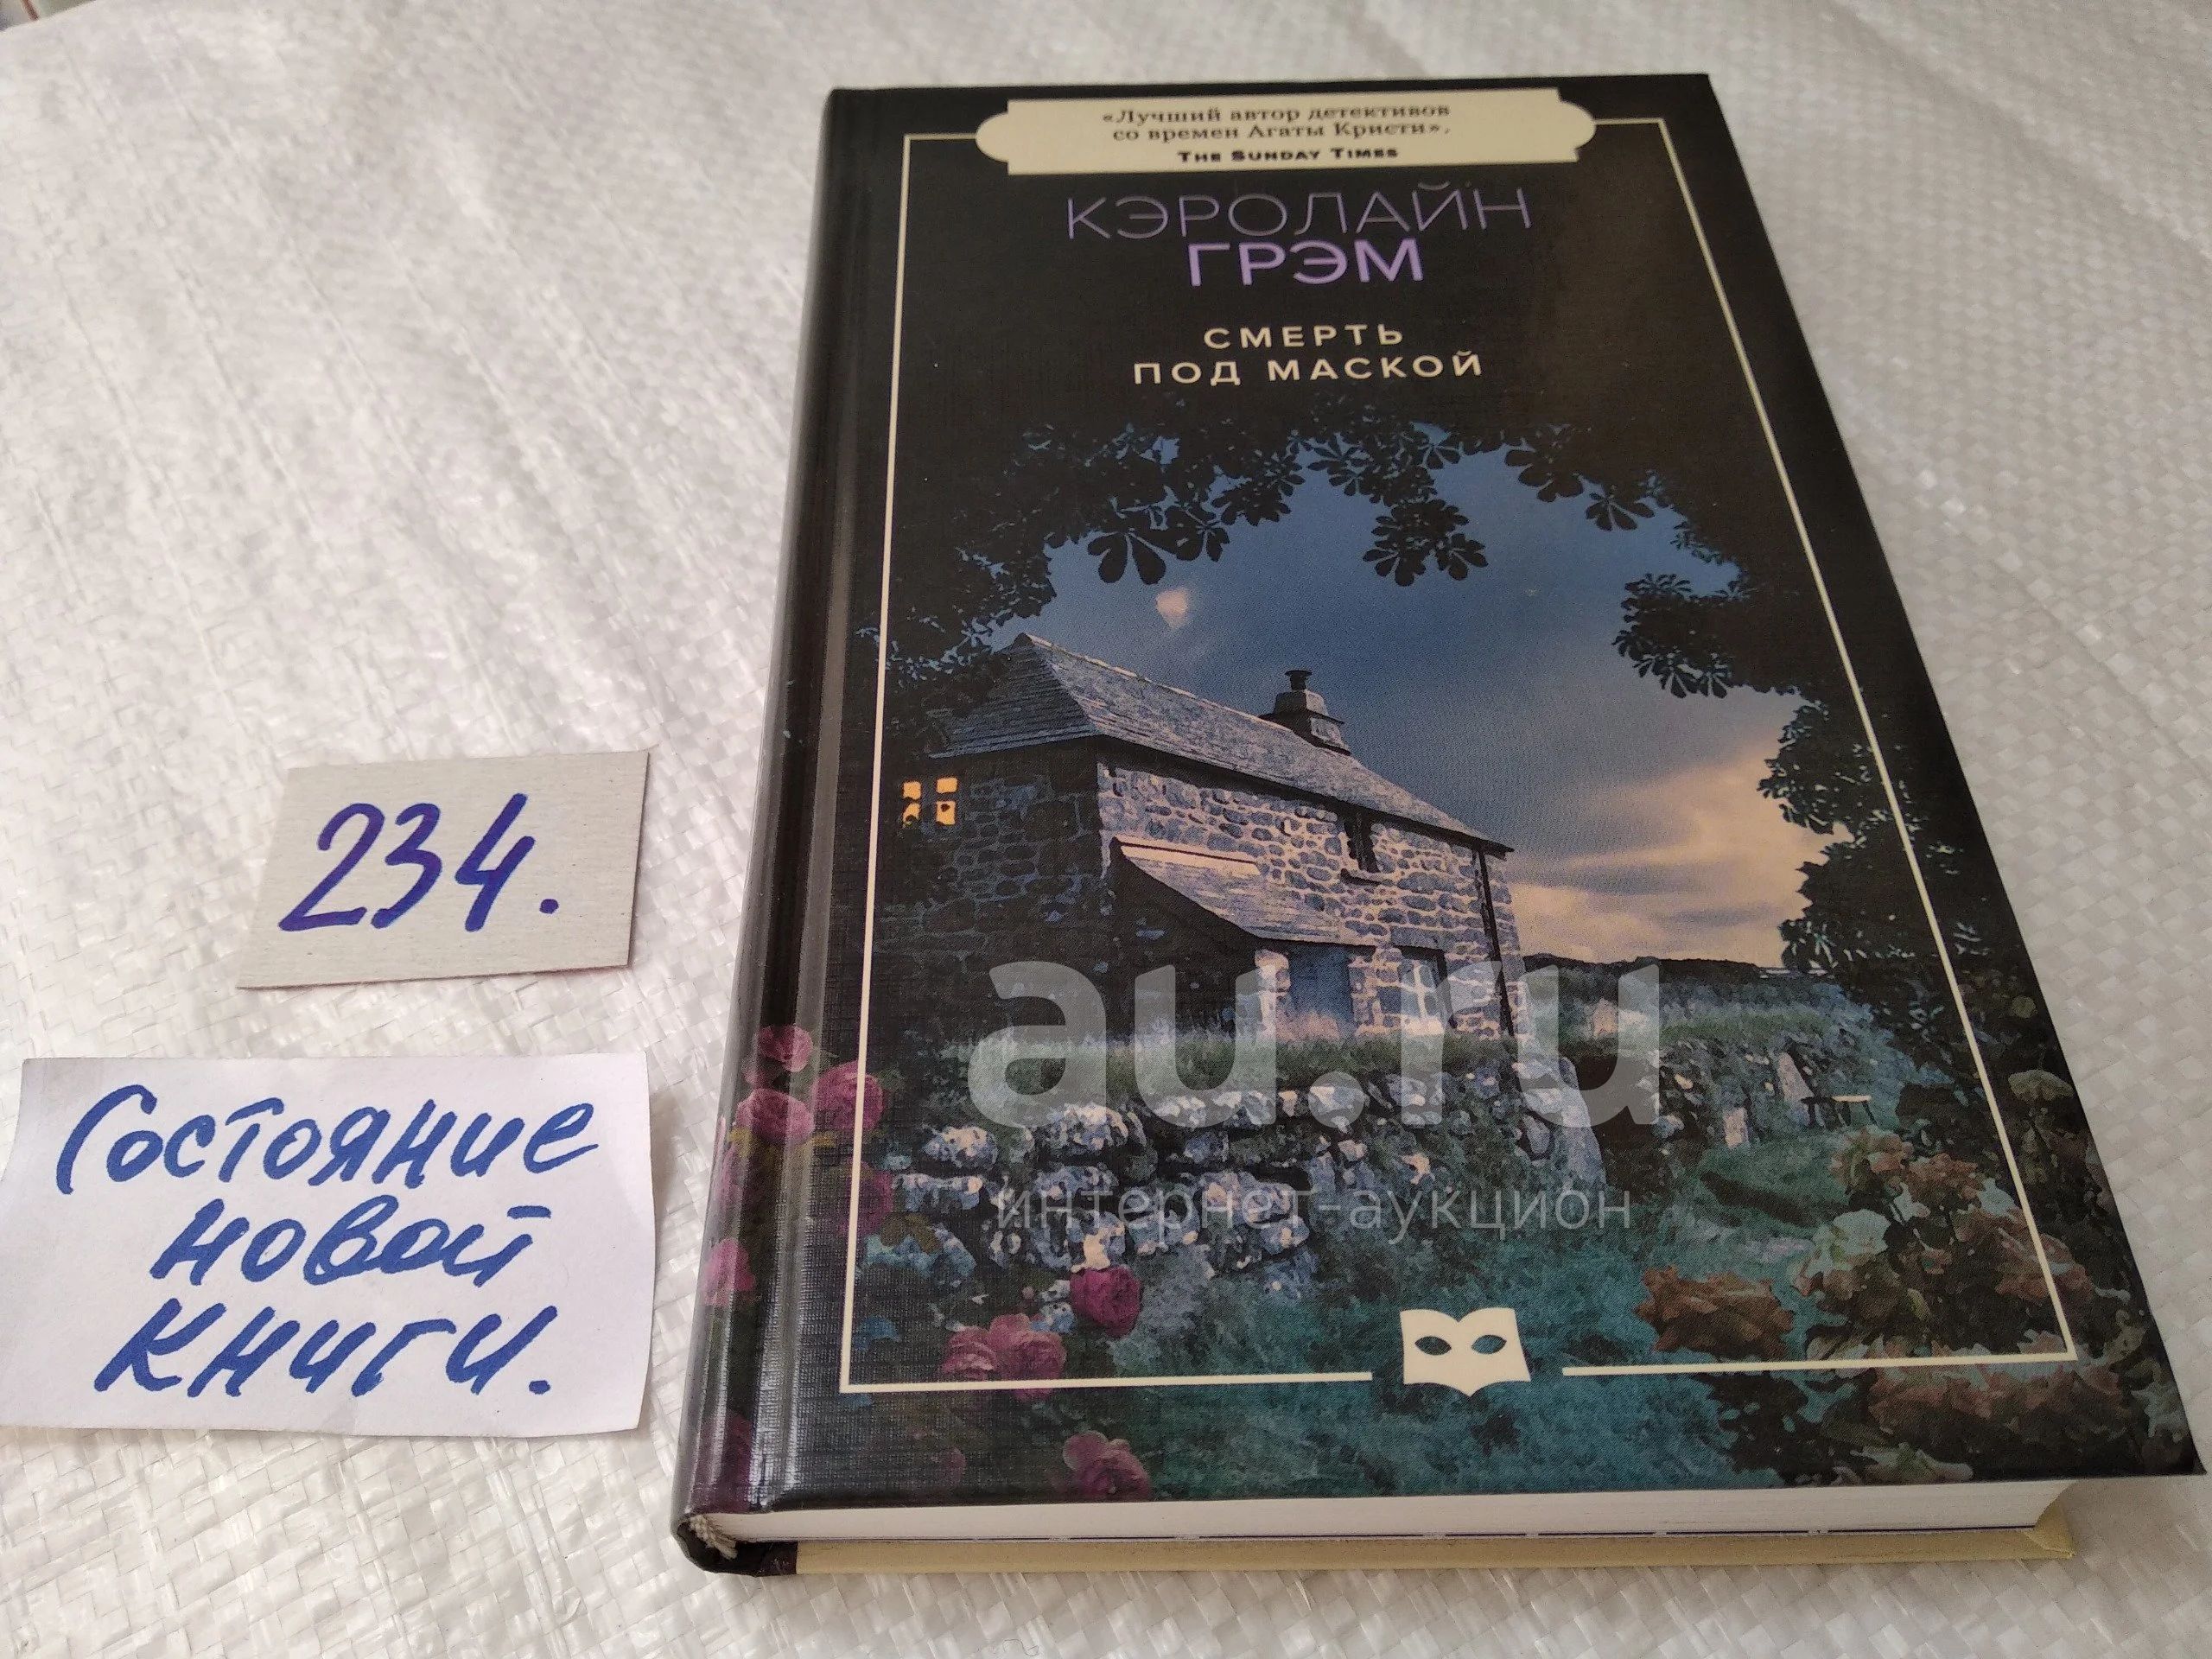 «Лучший автор детективов
со времен Агаты Кристи».
THE SUNDAY TIMES
КЭРОЛАЙН
ГРЭМ
СМЕРТЬ
ПОД МАСКОЙ
234.
Состояние
новой
книги.
au.ru
интернет-аукцион